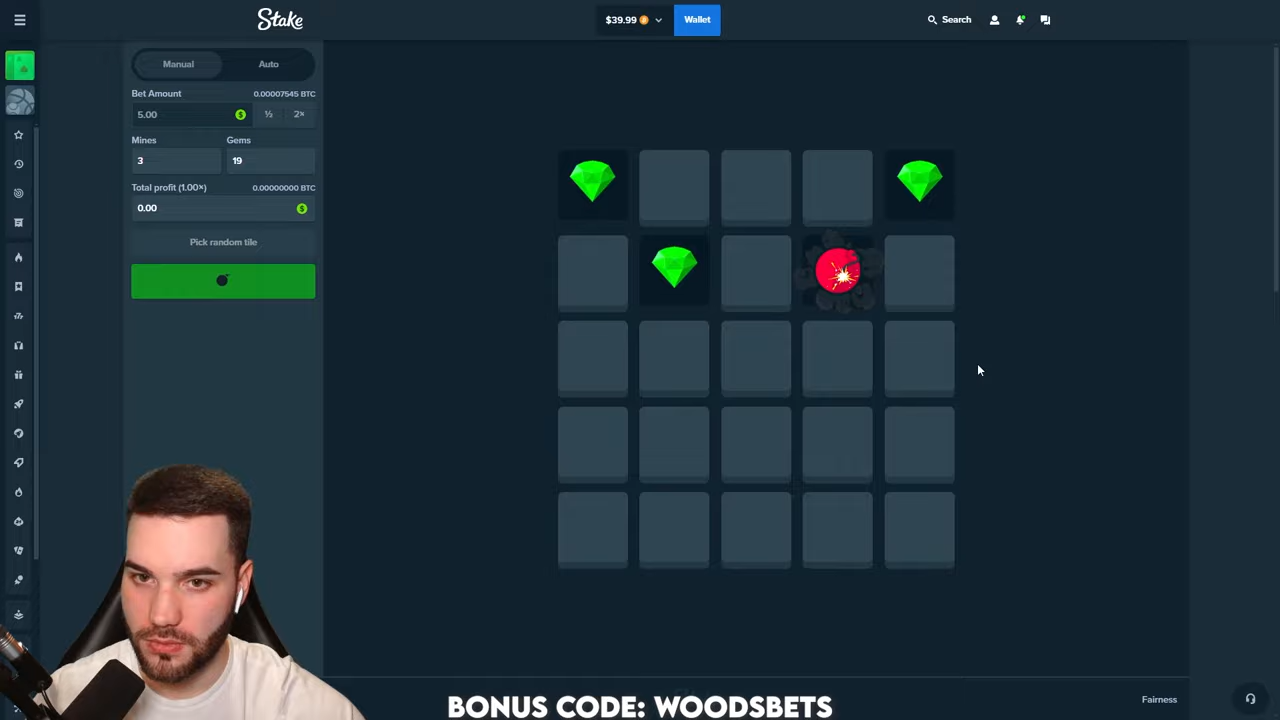 Stake
$39.99
Wallet
Search
Manual
Auto
Bet Amount
0.00007545 BTC
5.00
$
½
2×
Mines
Gems
3
19
Total profit (1.00×)
0.00000000 BTC
0.00
$
Pick random tile
BONUS CODE: WOODSBETS
Fairness